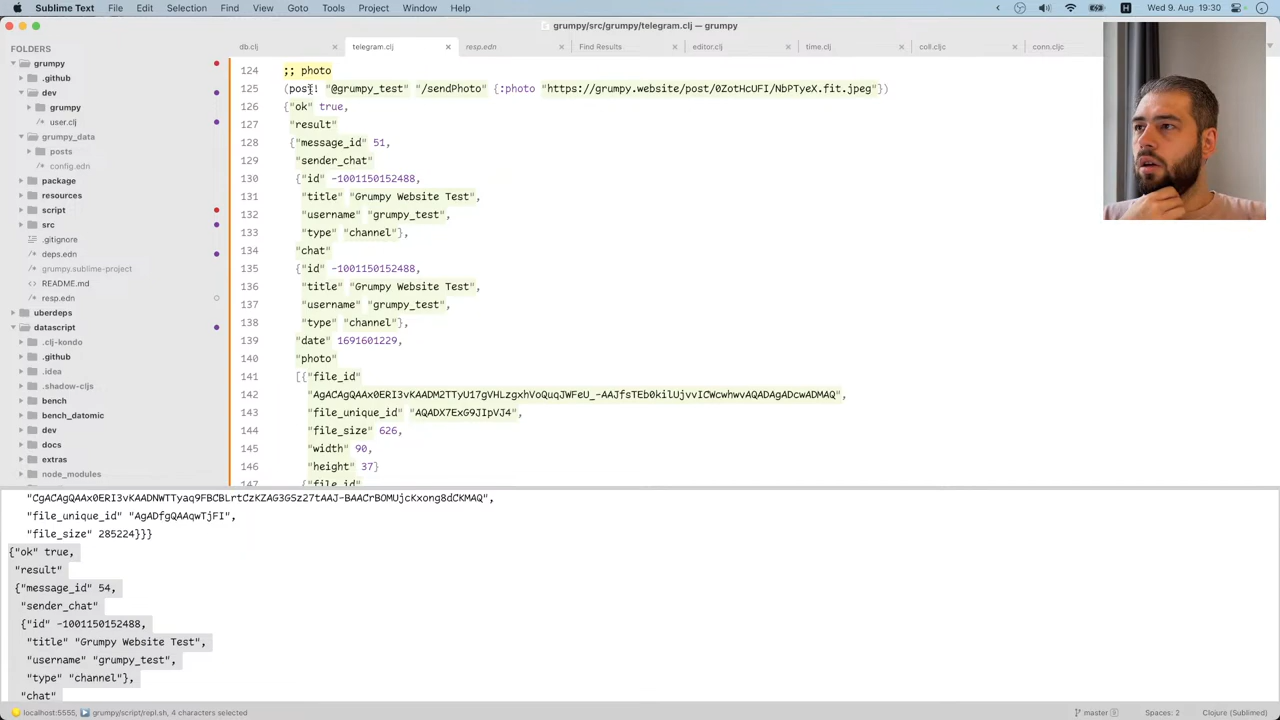 Sublime Text File Edit Selection Find View Goto Tools Project Window Help H Wed 9. Aug 19:30
grumpy/src/grumpy/telegram.clj — grumpy
FOLDERS
grumpy
.github
dev
grumpy
user.clj
grumpy_data
posts
config.edn
package
resources
script
src
.gitignore
deps.edn
grumpy.sublime-project
README.md
resp.edn
uberdeps
datascript
.clj-kondo
.github
.idea
.shadow-cljs
bench
bench_datomic
dev
docs
extras
node_modules
db.clj telegram.clj resp.edn Find Results editor.clj time.clj coll.cljc conn.cljc
124 ;; photo
125 (post! "@grumpy_test" "/sendPhoto" {:photo "https://grumpy.website/post/0ZotHcUFI/NbPTyeX.fit.jpeg"})
126 {"ok" true,
127 "result"
128 {"message_id" 51,
129 "sender_chat"
130 {"id" -1001150152488,
131 "title" "Grumpy Website Test",
132 "username" "grumpy_test",
133 "type" "channel"},
134 "chat"
135 {"id" -1001150152488,
136 "title" "Grumpy Website Test",
137 "username" "grumpy_test",
138 "type" "channel"},
139 "date" 1691601229,
140 "photo"
141 [{"file_id"
142 "AgACAgQAAx0ERI3vKAADM2TTyU17gVHLzgxhVoQuqJWFeU_-AAJfsTEb0kilUjvvICWcwhwvAQADAgADcwADMAQ",
143 "file_unique_id" "AQADX7ExG9JIpVJ4",
144 "file_size" 626,
145 "width" 90,
146 "height" 37}
147 {"file_id"
"CgACAgQAAx0ERI3vKAADNWTTyaq9FBCBLrtCzKZAG3GSz27tAAJ-BAACrBOMUjcKxong8dCKMAQ",
"file_unique_id" "AgADfgQAAqwTjFI",
"file_size" 285224}}}
{"ok" true,
"result"
{"message_id" 54,
"sender_chat"
{"id" -1001150152488,
"title" "Grumpy Website Test",
"username" "grumpy_test",
"type" "channel"},
"chat"
localhost:5555, grumpy/script/repl.sh, 4 characters selected master Spaces: 2 Clojure (Sublimed)